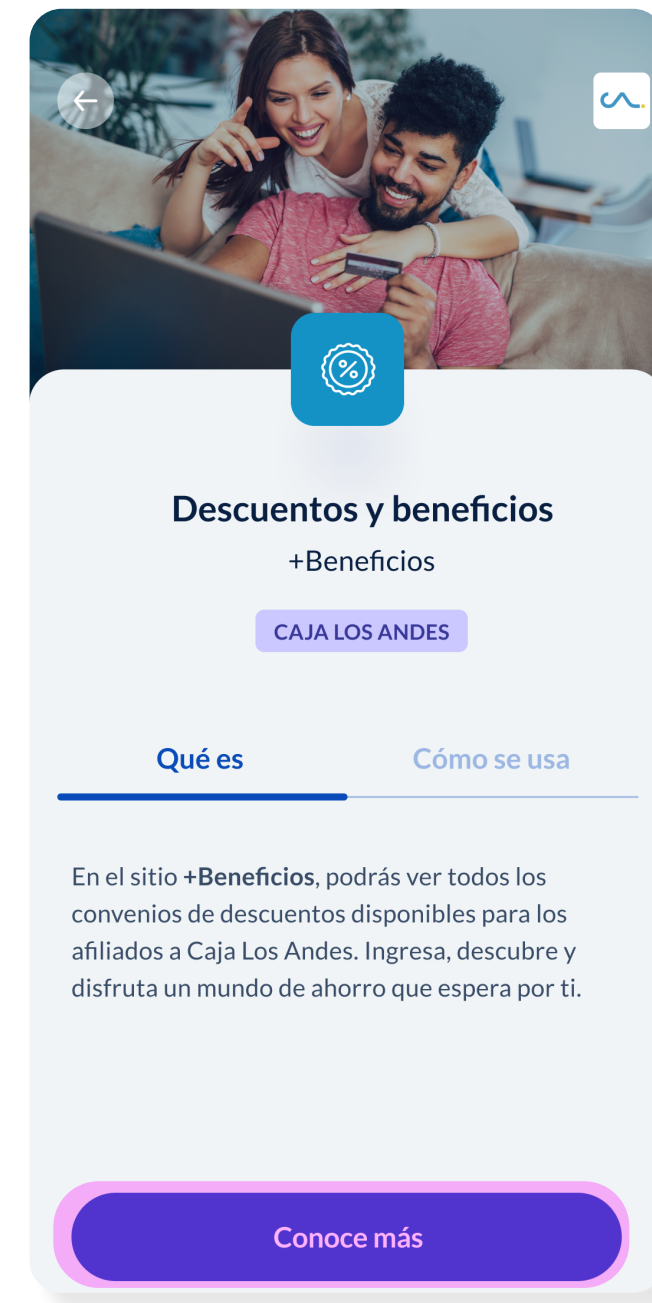 Descuentos y beneficios
+Beneficios
CAJA LOS ANDES
Qué es
Cómo se usa
En el sitio +Beneficios, podrás ver todos los
convenios de descuentos disponibles para los
afiliados a Caja Los Andes. Ingresa, descubre y
disfruta un mundo de ahorro que espera por ti.
Conoce más